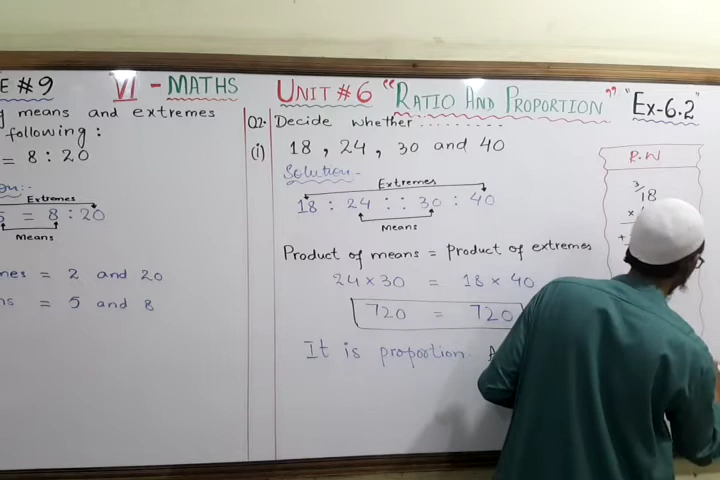 E #9 VI - MATHS UNIT # 6 "RATIO AND PROPORTION" "Ex-6.2"
means and extremes
following :
= 8 : 20
Extremes
5 = 8 : 20
Means
= 2 and 20
= 5 and 8
Q2. Decide whether ..........
(i) 18 , 24 , 30 and 40
Solution:-
Extremes
18 : 24 : : 30 : 40
Means
Product of means = Product of extremes
24 × 30 = 18 × 40
720 = 720
It is proportion.
R.W
3
18
×
+